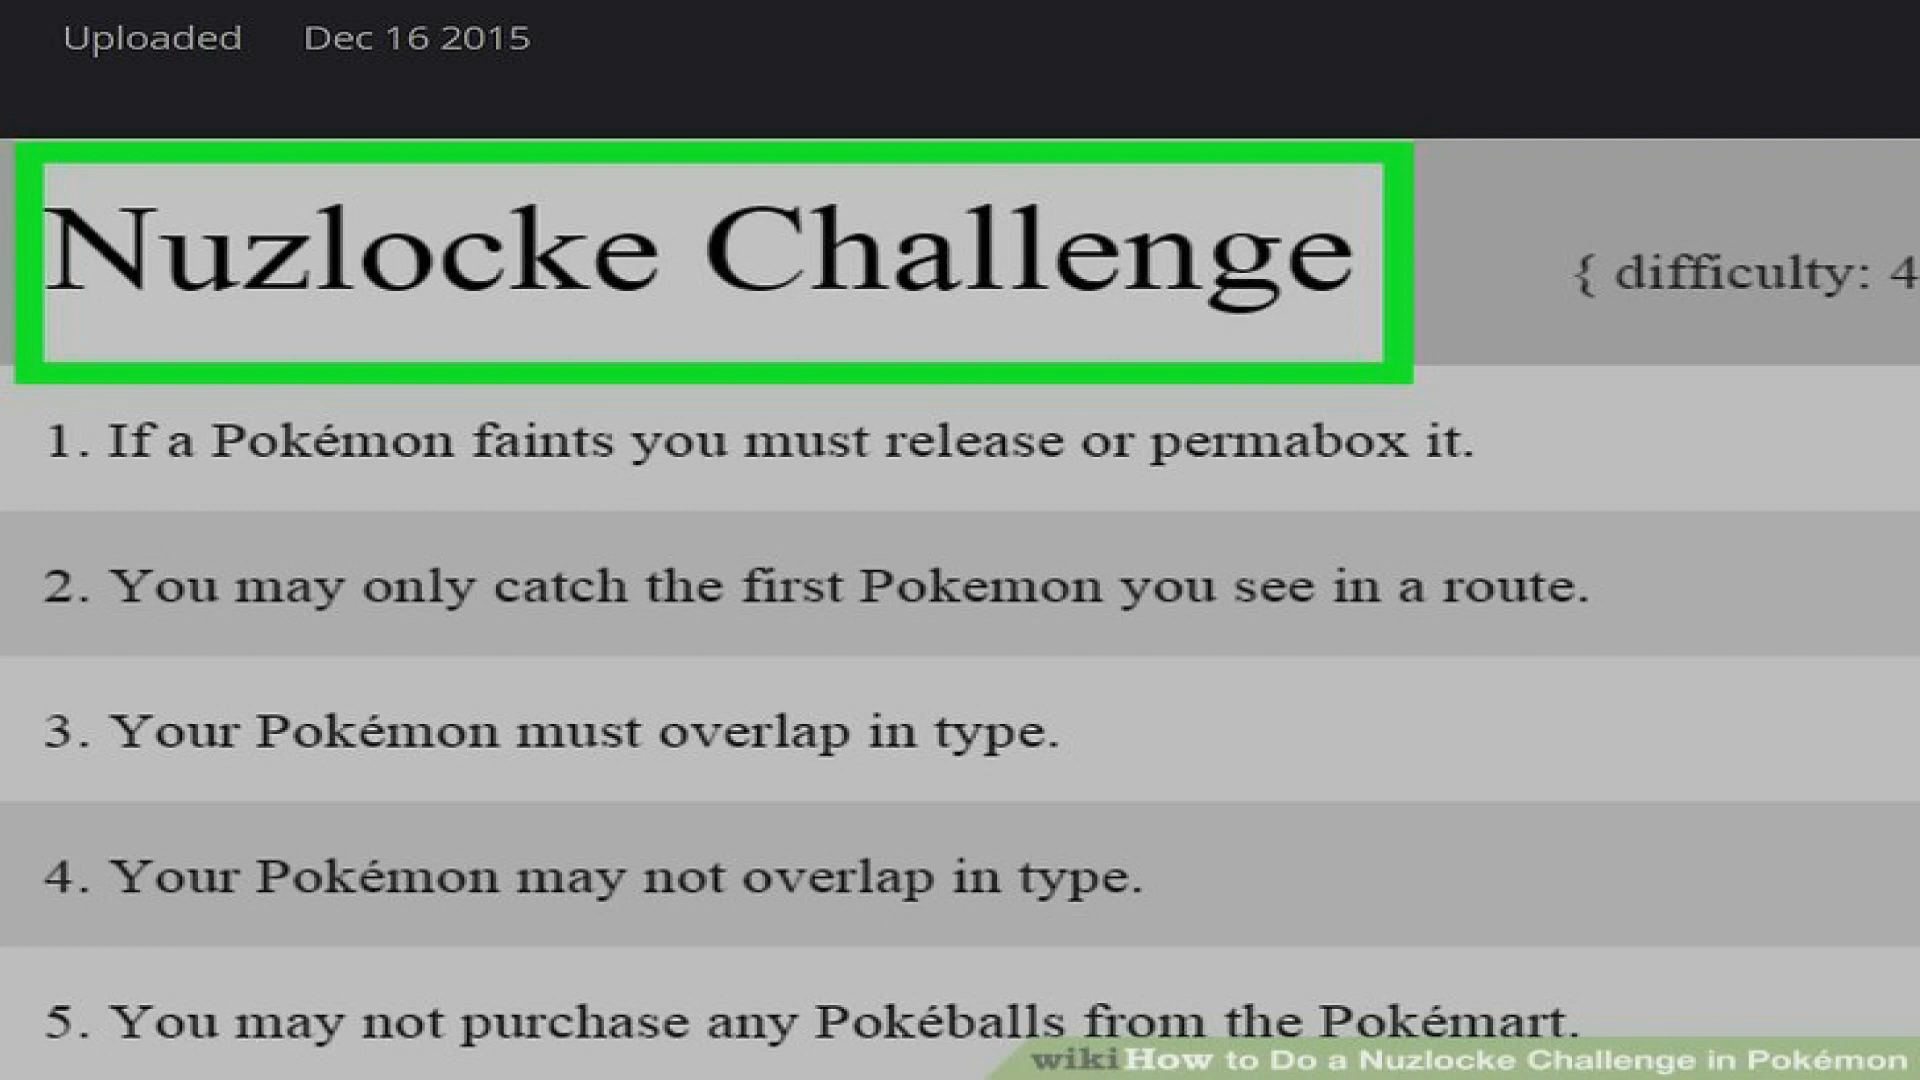 Uploaded Dec 16 2015
Nuzlocke Challenge { difficulty: 4
1. If a Pokémon faints you must release or permabox it.
2. You may only catch the first Pokemon you see in a route.
3. Your Pokémon must overlap in type.
4. Your Pokémon may not overlap in type.
5. You may not purchase any Pokéballs from the Pokémart.
wikiHow to Do a Nuzlocke Challenge in Pokémon